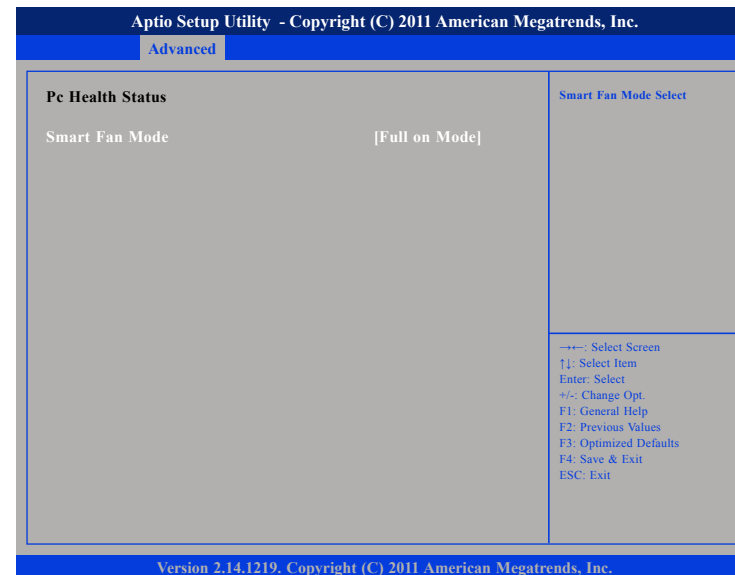 Aptio Setup Utility - Copyright (C) 2011 American Megatrends, Inc.
Advanced
Pc Health Status
Smart Fan Mode [Full on Mode]
Smart Fan Mode Select
→←: Select Screen
↑↓: Select Item
Enter: Select
+/-: Change Opt.
F1: General Help
F2: Previous Values
F3: Optimized Defaults
F4: Save & Exit
ESC: Exit
Version 2.14.1219. Copyright (C) 2011 American Megatrends, Inc.